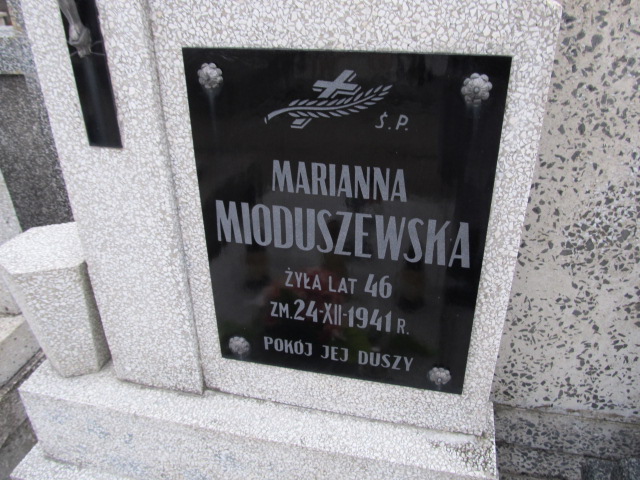 Ś.P.
MARIANNA
MIODUSZEWSKA
ŻYŁA LAT 46
ZM. 24-XII-1941 R.
POKÓJ JEJ DUSZY